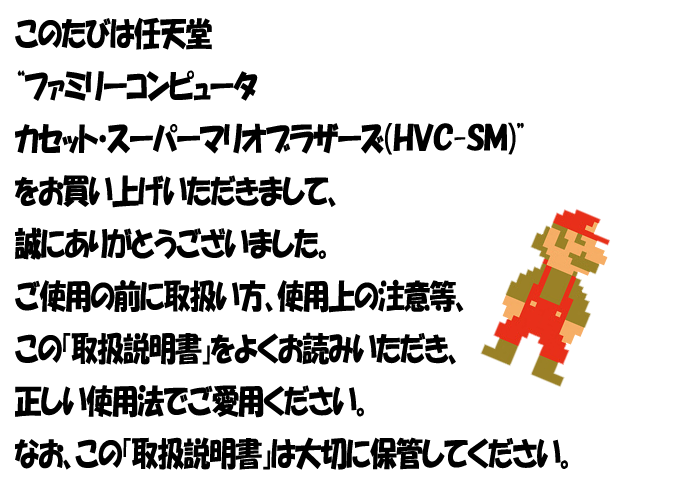 このたびは任天堂
“ファミリーコンピュータ
カセット・スーパーマリオブラザーズ(HVC-SM)”
をお買い上げいただきまして、
誠にありがとうございました。
ご使用の前に取扱い方、使用上の注意等、
この「取扱説明書」をよくお読みいただき、
正しい使用法でご愛用ください。
なお、この「取扱説明書」は大切に保管してください。